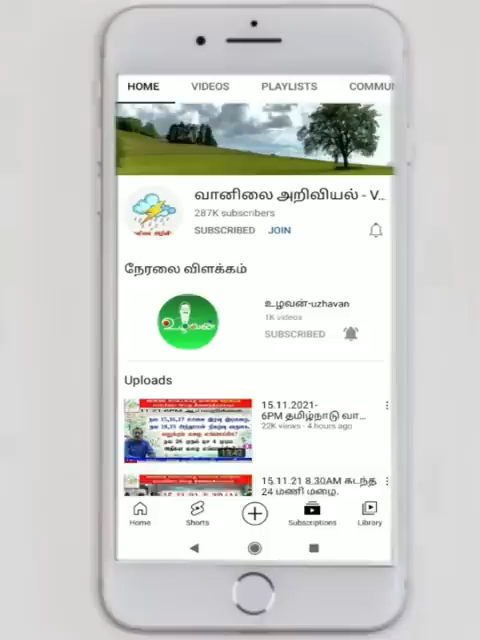 HOME VIDEOS PLAYLISTS COMMU
வானிலை அறிவியல் - V...
287K subscribers
SUBSCRIBED JOIN
நேரலை விளக்கம்
உழவன்-uzhavan
1K videos
SUBSCRIBED
Uploads
15.11.2021-
6PM தமிழ்நாடு வா...
22K views · 4 hours ago
13:42
15.11.21 8.30AM கடந்த
24 மணி மழை.
Home Shorts Subscriptions Library